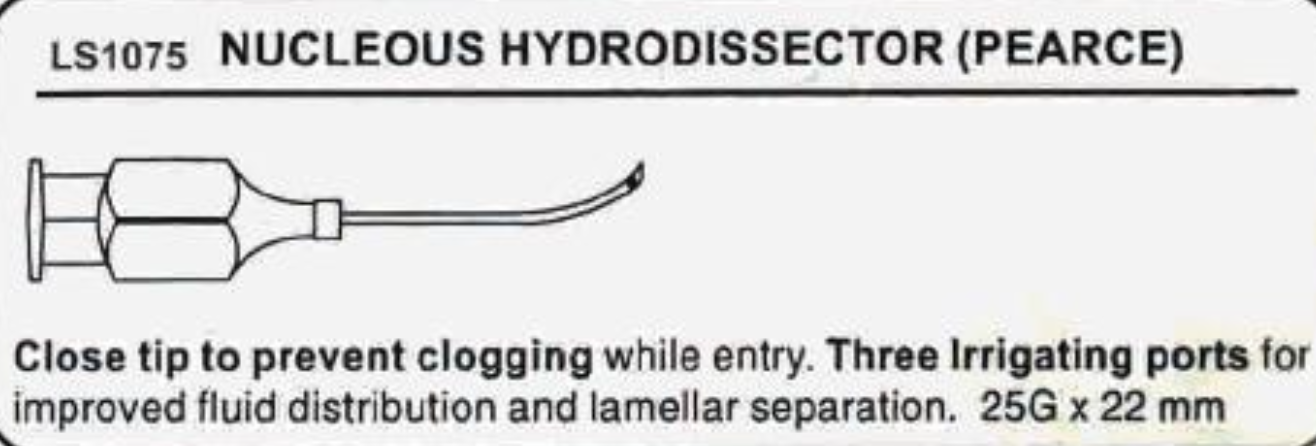 LS1075 NUCLEOUS HYDRODISSECTOR (PEARCE)
Close tip to prevent clogging while entry. Three Irrigating ports for
improved fluid distribution and lamellar separation. 25G x 22 mm